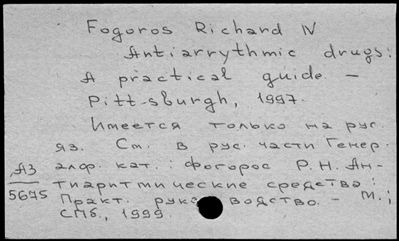 Fogoros Richard N
Antiarrythmic drugs:
A practical guide. –
Pittsburgh, 1997.
Имеется только на рус.
яз. См. в рус. части Генер.
алф. кат.: Фогорос Р.Н. Ан-
А3
5675
тиаритмические средства:
Практ. руководство. – М.;
СПб., 1999.